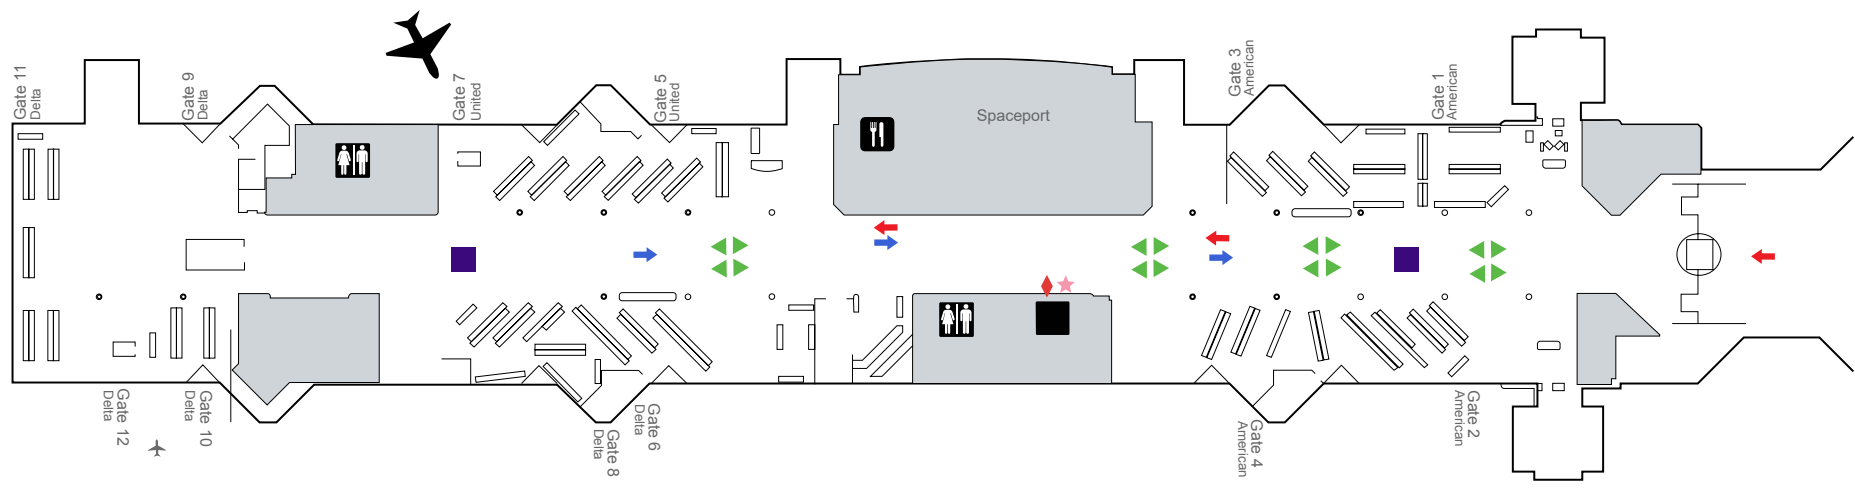 Gate 11
Delta
Gate 9
Delta
Gate 7
United
Gate 5
United
Spaceport
Gate 3
American
Gate 1
American
Gate 12
Delta
Gate 10
Delta
Gate 8
Delta
Gate 6
Delta
Gate 4
American
Gate 2
American